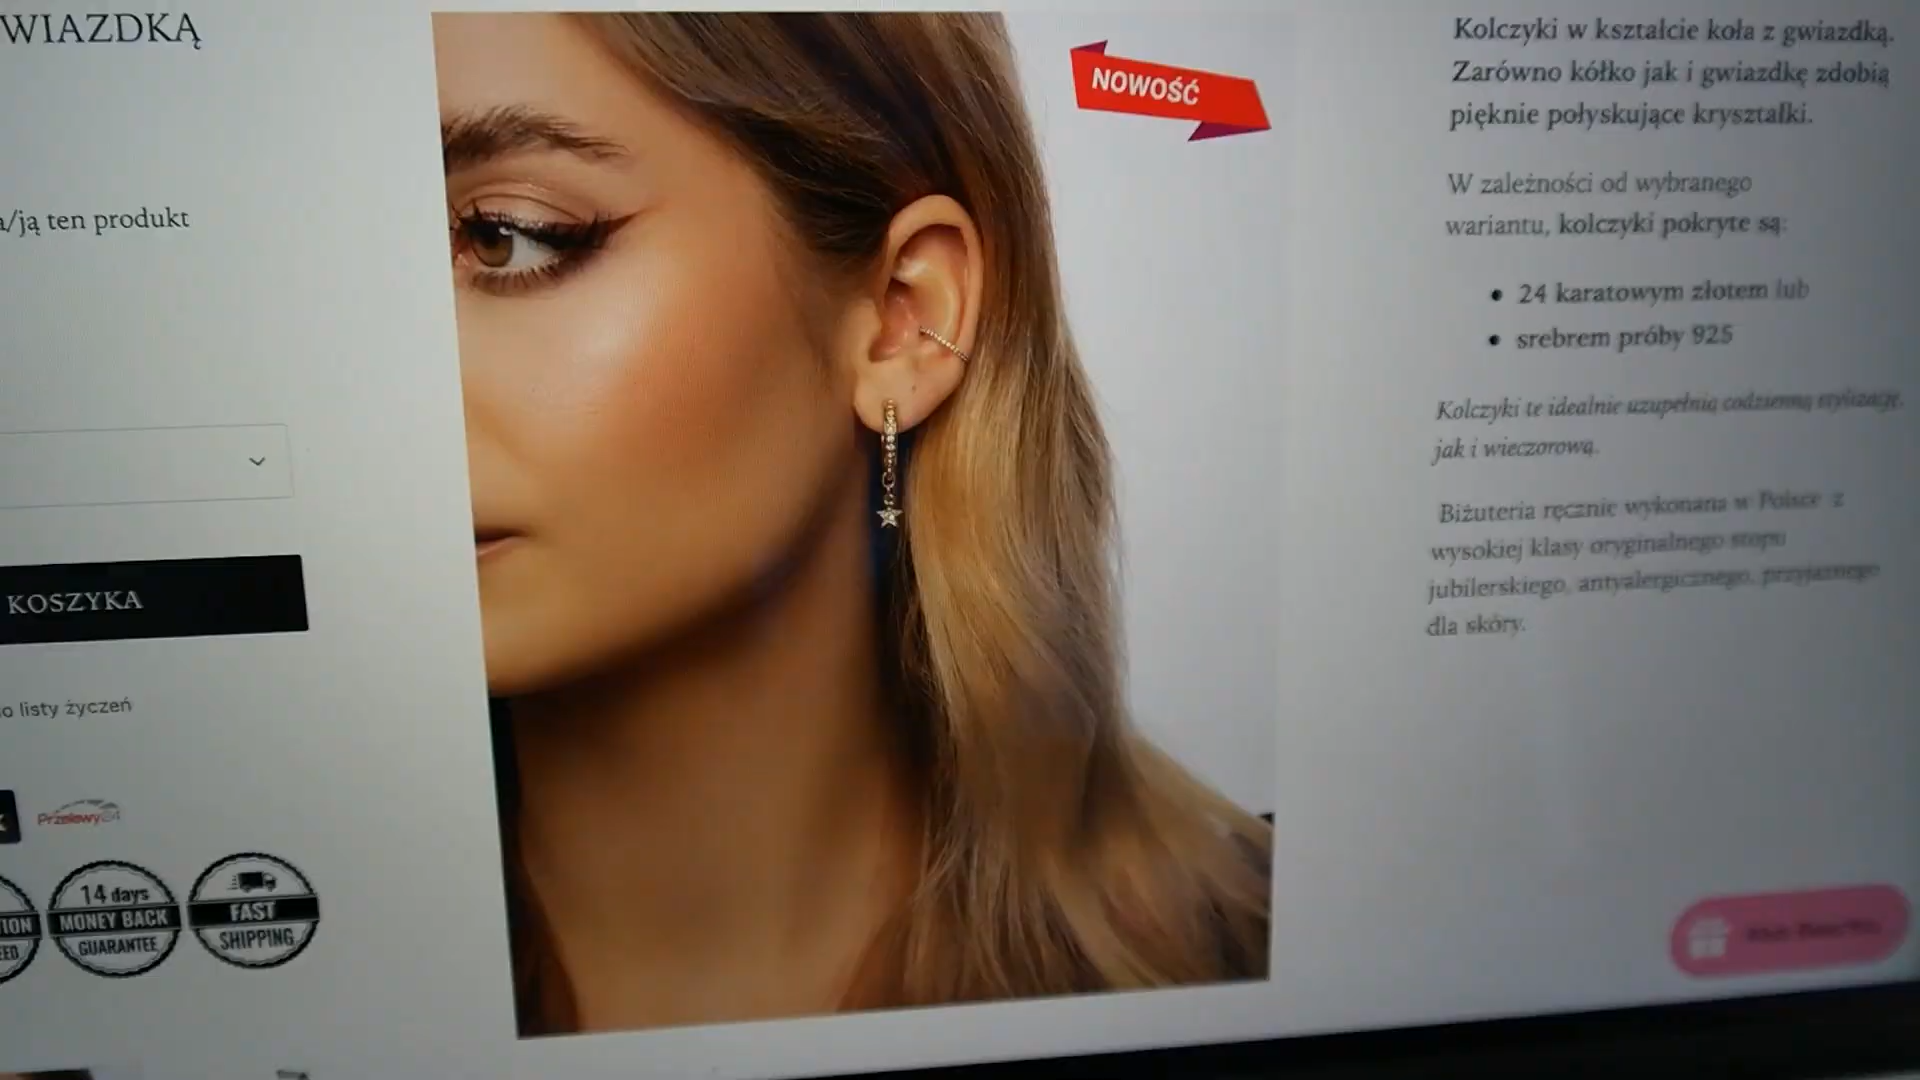 WIAZDKĄ
a/ją ten produkt
KOSZYKA
o listy życzeń
Przelewy24
TION
EED
14 days
MONEY BACK
GUARANTEE
FAST
SHIPPING
NOWOŚĆ
Kolczyki w kształcie koła z gwiazdką.
Zarówno kółko jak i gwiazdkę zdobią
pięknie połyskujące kryształki.
W zależności od wybranego
wariantu, kolczyki pokryte są:
24 karatowym złotem lub
srebrem próby 925
Kolczyki te idealnie uzupełnią codzienną stylizację,
jak i wieczorową.
Biżuteria ręcznie wykonana w Polsce z
wysokiej klasy oryginalnego stopu
jubilerskiego, antyalergicznego, przyjaznego
dla skóry.